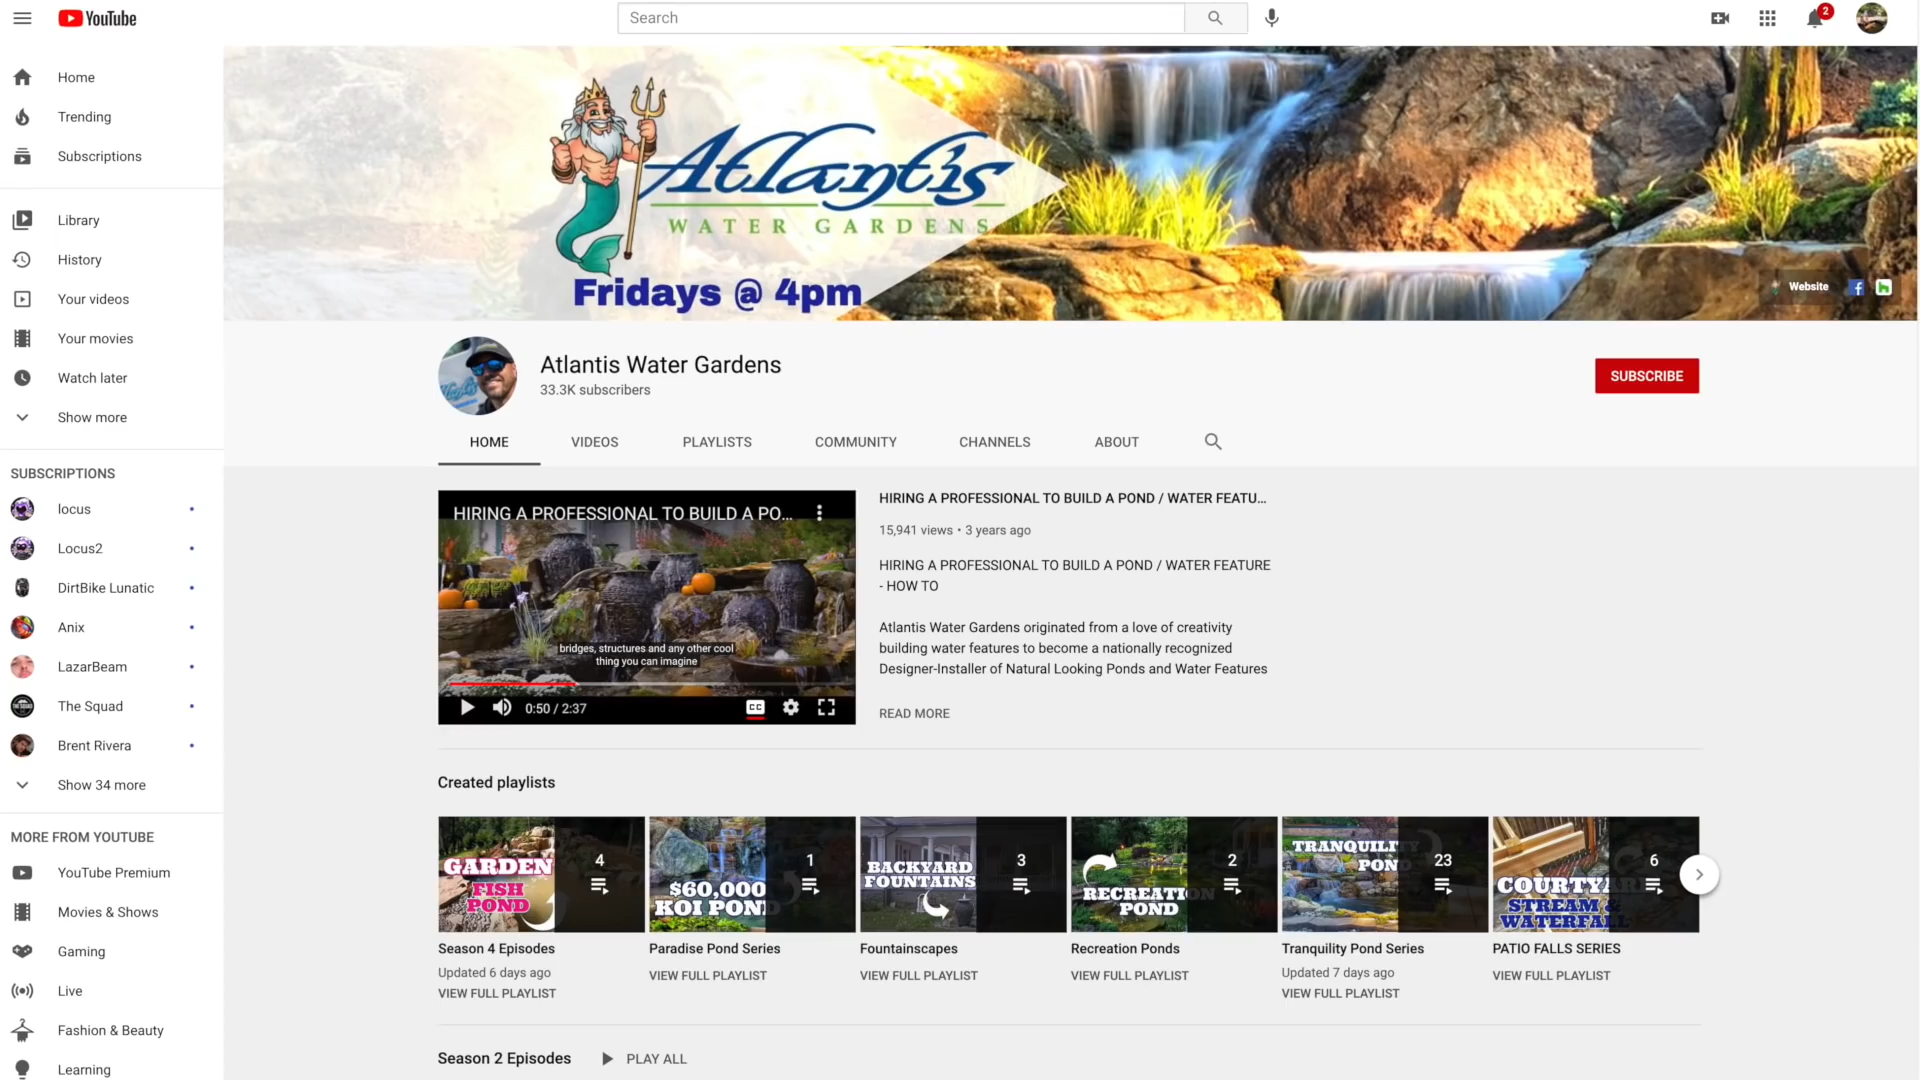 YouTube
Search
2
Home
Trending
Subscriptions
Library
History
Your videos
Your movies
Watch later
Show more
SUBSCRIPTIONS
locus
Locus2
DirtBike Lunatic
Anix
LazarBeam
The Squad
Brent Rivera
Show 34 more
MORE FROM YOUTUBE
YouTube Premium
Movies & Shows
Gaming
Live
Fashion & Beauty
Learning
Atlantis
WATER GARDENS
Fridays @ 4pm
Website
Atlantis Water Gardens
33.3K subscribers
SUBSCRIBE
HOME
VIDEOS
PLAYLISTS
COMMUNITY
CHANNELS
ABOUT
HIRING A PROFESSIONAL TO BUILD A PO...
bridges, structures and any other cool
thing you can imagine
0:50 / 2:37
CC
HIRING A PROFESSIONAL TO BUILD A POND / WATER FEATU...
15,941 views • 3 years ago
HIRING A PROFESSIONAL TO BUILD A POND / WATER FEATURE
- HOW TO
Atlantis Water Gardens originated from a love of creativity
building water features to become a nationally recognized
Designer-Installer of Natural Looking Ponds and Water Features
READ MORE
Created playlists
GARDEN
FISH
POND
4
Season 4 Episodes
Updated 6 days ago
VIEW FULL PLAYLIST
$60,000
KOI POND
1
Paradise Pond Series
VIEW FULL PLAYLIST
BACKYARD
FOUNTAINS
3
Fountainscapes
VIEW FULL PLAYLIST
RECREATION
POND
2
Recreation Ponds
VIEW FULL PLAYLIST
TRANQUILITY
POND
23
Tranquility Pond Series
Updated 7 days ago
VIEW FULL PLAYLIST
COURTYARD
STREAM &
WATERFALL
6
PATIO FALLS SERIES
VIEW FULL PLAYLIST
Season 2 Episodes
PLAY ALL